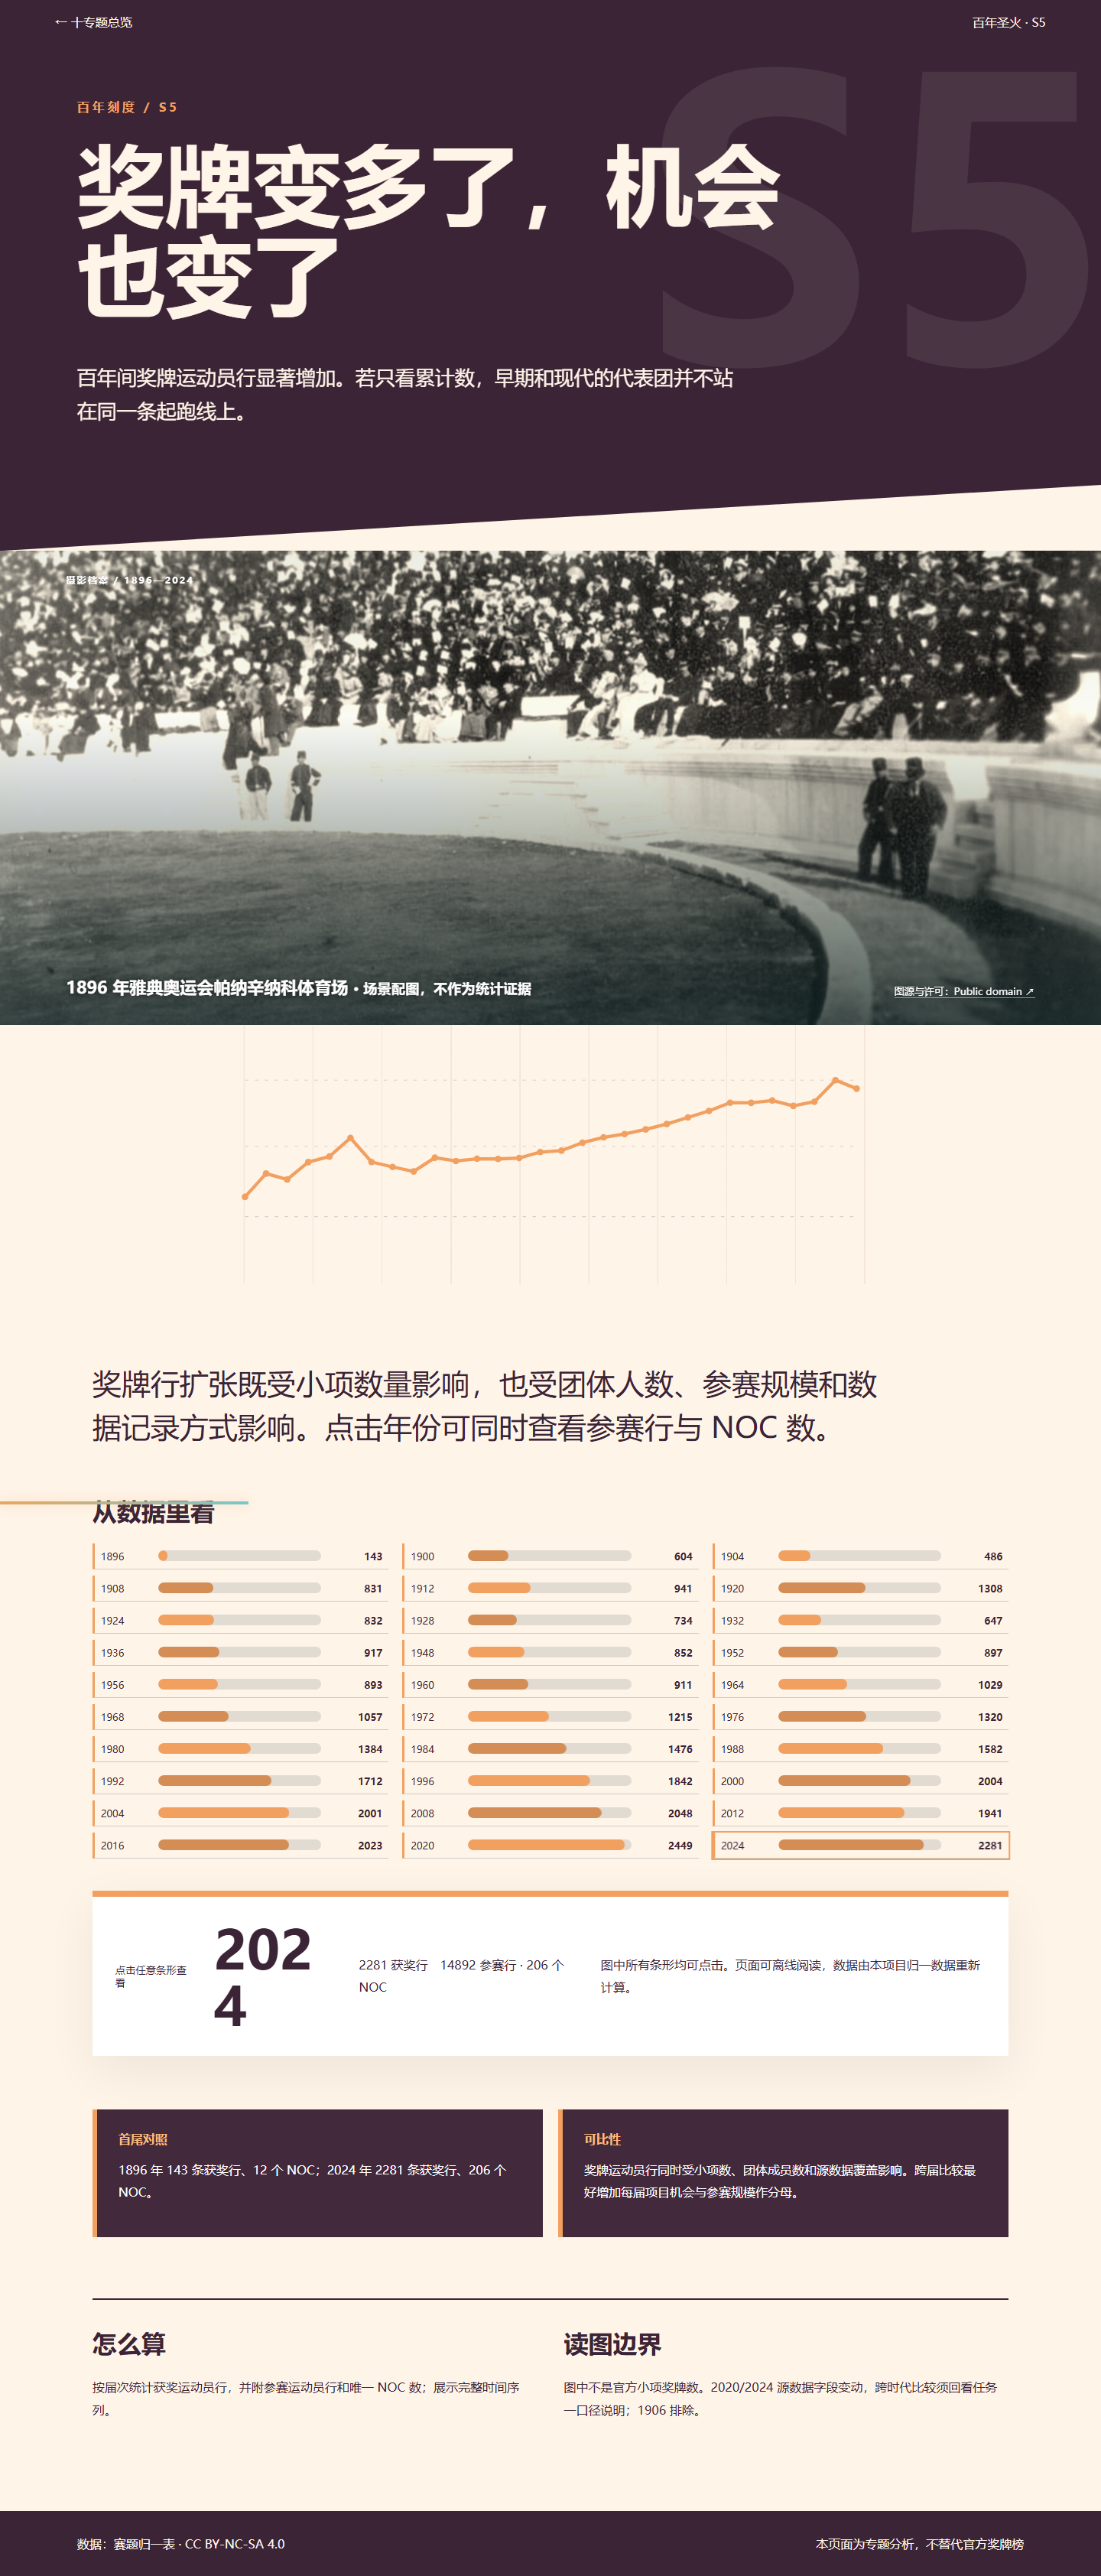 ← 十专题总览
百年圣火 · S5
S5
百年刻度 / S5
奖牌变多了，机会
也变了
百年间奖牌运动员行显著增加。若只看累计数，早期和现代的代表团并不站
在同一条起跑线上。
摄影档案 / 1896—2024
1896 年雅典奥运会帕纳辛纳科体育场 · 场景配图，不作为统计证据
图源与许可：Public domain ↗
奖牌行扩张既受小项数量影响，也受团体人数、参赛规模和数
据记录方式影响。点击年份可同时查看参赛行与 NOC 数。
从数据里看
1896 143 1900 604 1904 486
1908 831 1912 941 1920 1308
1924 832 1928 734 1932 647
1936 917 1948 852 1952 897
1956 893 1960 911 1964 1029
1968 1057 1972 1215 1976 1320
1980 1384 1984 1476 1988 1582
1992 1712 1996 1842 2000 2004
2004 2001 2008 2048 2012 1941
2016 2023 2020 2449 2024 2281
点击任意条形查
看
202
4
2281 获奖行 14892 参赛行 · 206 个
NOC
图中所有条形均可点击。页面可离线阅读，数据由本项目归一数据重新
计算。
首尾对照
1896 年 143 条获奖行、12 个 NOC；2024 年 2281 条获奖行、206 个
NOC。
可比性
奖牌运动员行同时受小项数、团体成员数和源数据覆盖影响。跨届比较最
好增加每届项目机会与参赛规模作分母。
怎么算
按届次统计获奖运动员行，并附参赛运动员行和唯一 NOC 数；展示完整时间序
列。
读图边界
图中不是官方小项奖牌数。2020/2024 源数据字段变动，跨时代比较须回看任务
一口径说明；1906 排除。
数据：赛题归一表 · CC BY-NC-SA 4.0
本页面为专题分析，不替代官方奖牌榜